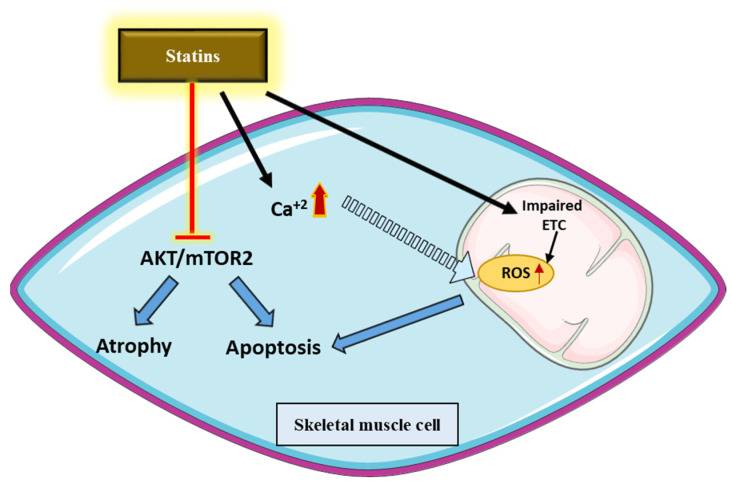 Statins
Ca+2
Impaired
ETC
AKT/mTOR2
ROS
Atrophy
Apoptosis
Skeletal muscle cell